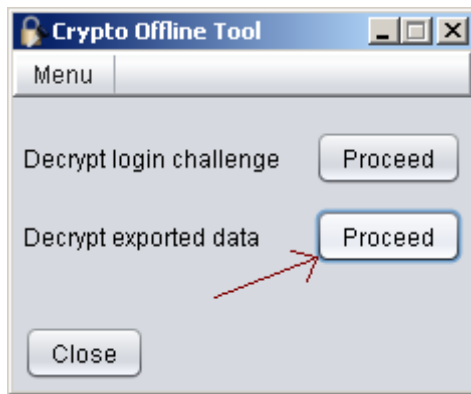 Crypto Offline Tool
Menu
Decrypt login challenge Proceed
Decrypt exported data Proceed
Close